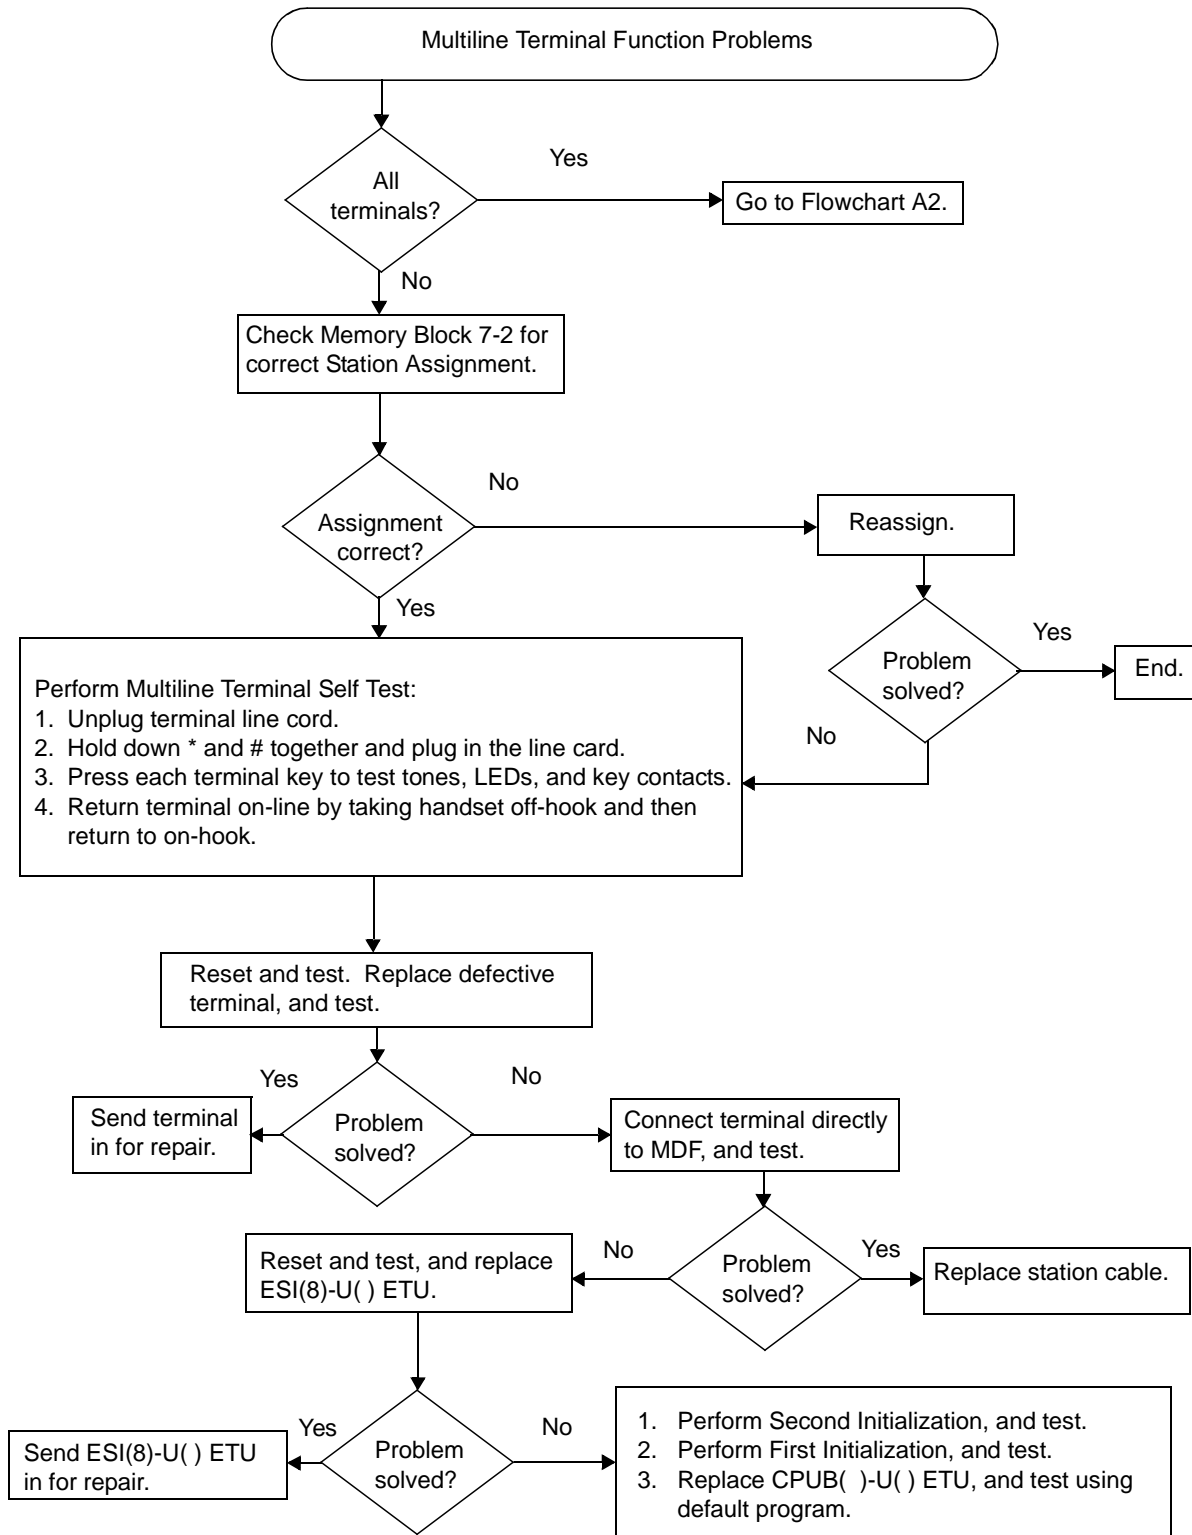 Multiline Terminal Function Problems
All
terminals?
Yes
Go to Flowchart A2.
No
Check Memory Block 7-2 for
correct Station Assignment.
Assignment
correct?
No
Reassign.
Yes
Problem
solved?
Yes
End.
No
Perform Multiline Terminal Self Test:
1. Unplug terminal line cord.
2. Hold down * and # together and plug in the line card.
3. Press each terminal key to test tones, LEDs, and key contacts.
4. Return terminal on-line by taking handset off-hook and then
return to on-hook.
Reset and test. Replace defective
terminal, and test.
Problem
solved?
Yes
Send terminal
in for repair.
No
Connect terminal directly
to MDF, and test.
Problem
solved?
Yes
Replace station cable.
No
Reset and test, and replace
ESI(8)-U( ) ETU.
Problem
solved?
Yes
Send ESI(8)-U( ) ETU
in for repair.
No
1. Perform Second Initialization, and test.
2. Perform First Initialization, and test.
3. Replace CPUB( )-U( ) ETU, and test using
default program.